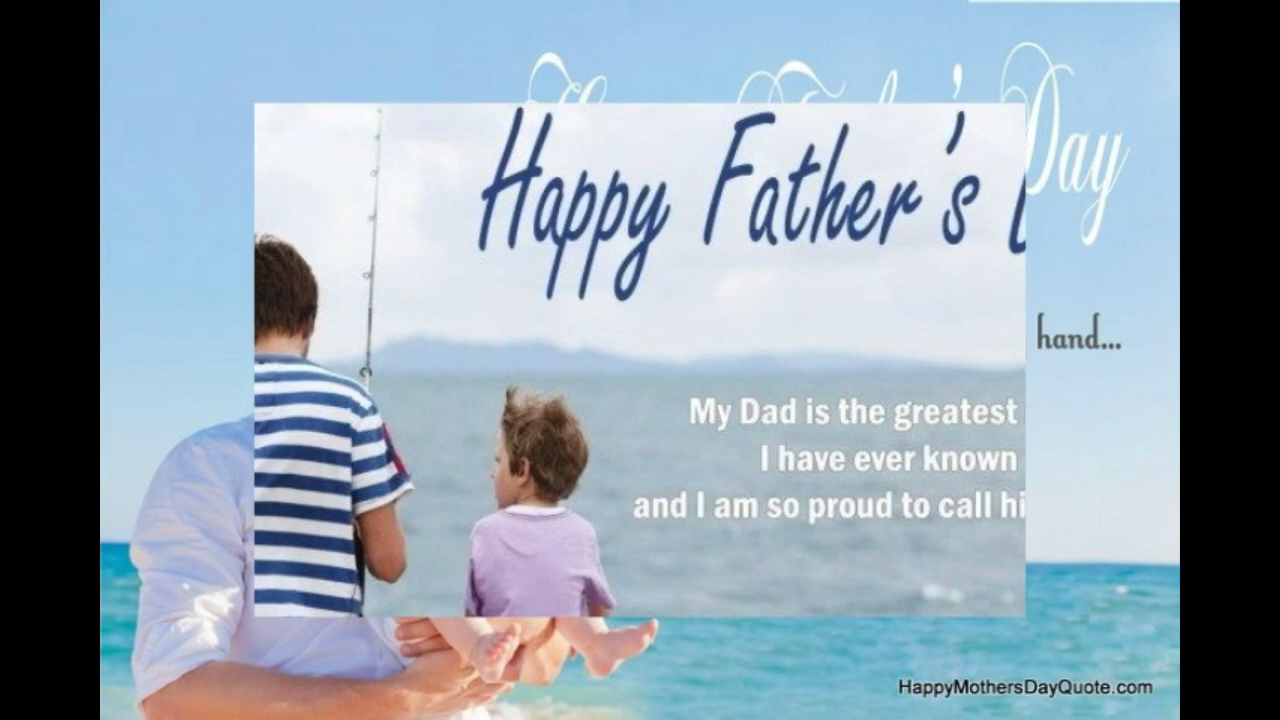 Day
Happy Father's
hand...
My Dad is the greatest
I have ever known
and I am so proud to call hi
HappyMothersDayQuote.com